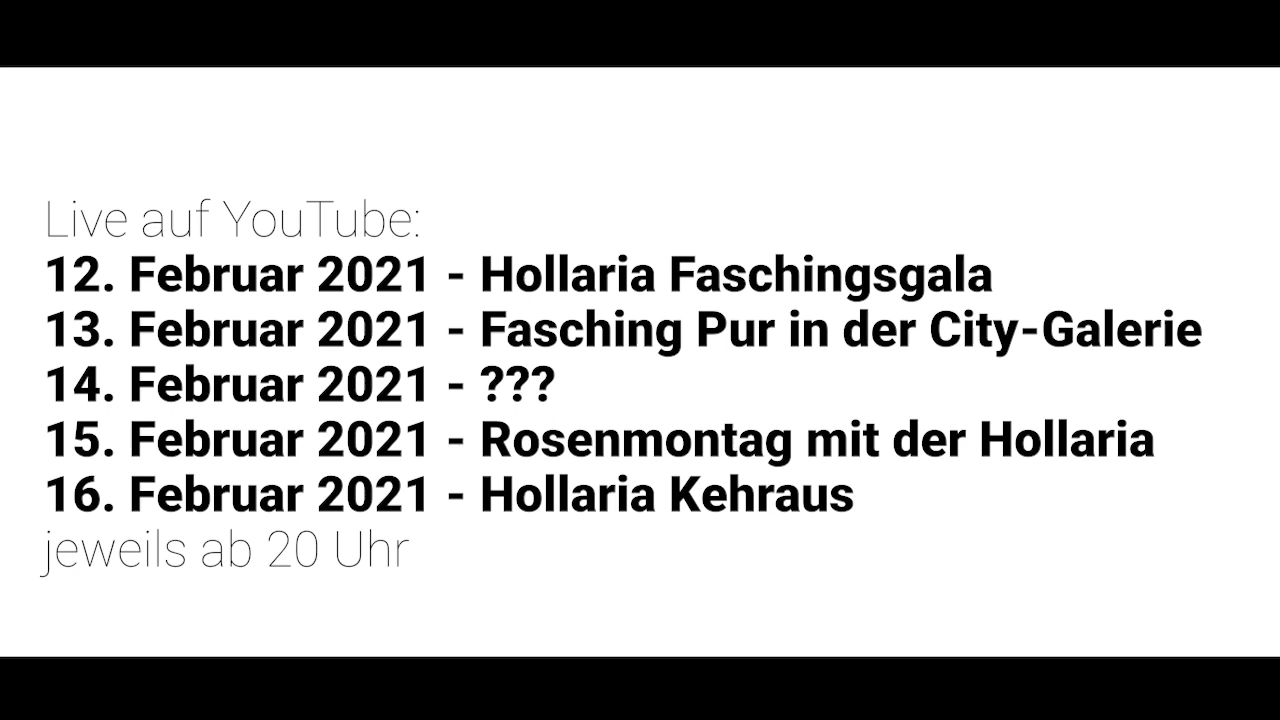 Live auf YouTube:
12. Februar 2021 - Hollaria Faschingsgala
13. Februar 2021 - Fasching Pur in der City-Galerie
14. Februar 2021 - ???
15. Februar 2021 - Rosenmontag mit der Hollaria
16. Februar 2021 - Hollaria Kehraus
jeweils ab 20 Uhr